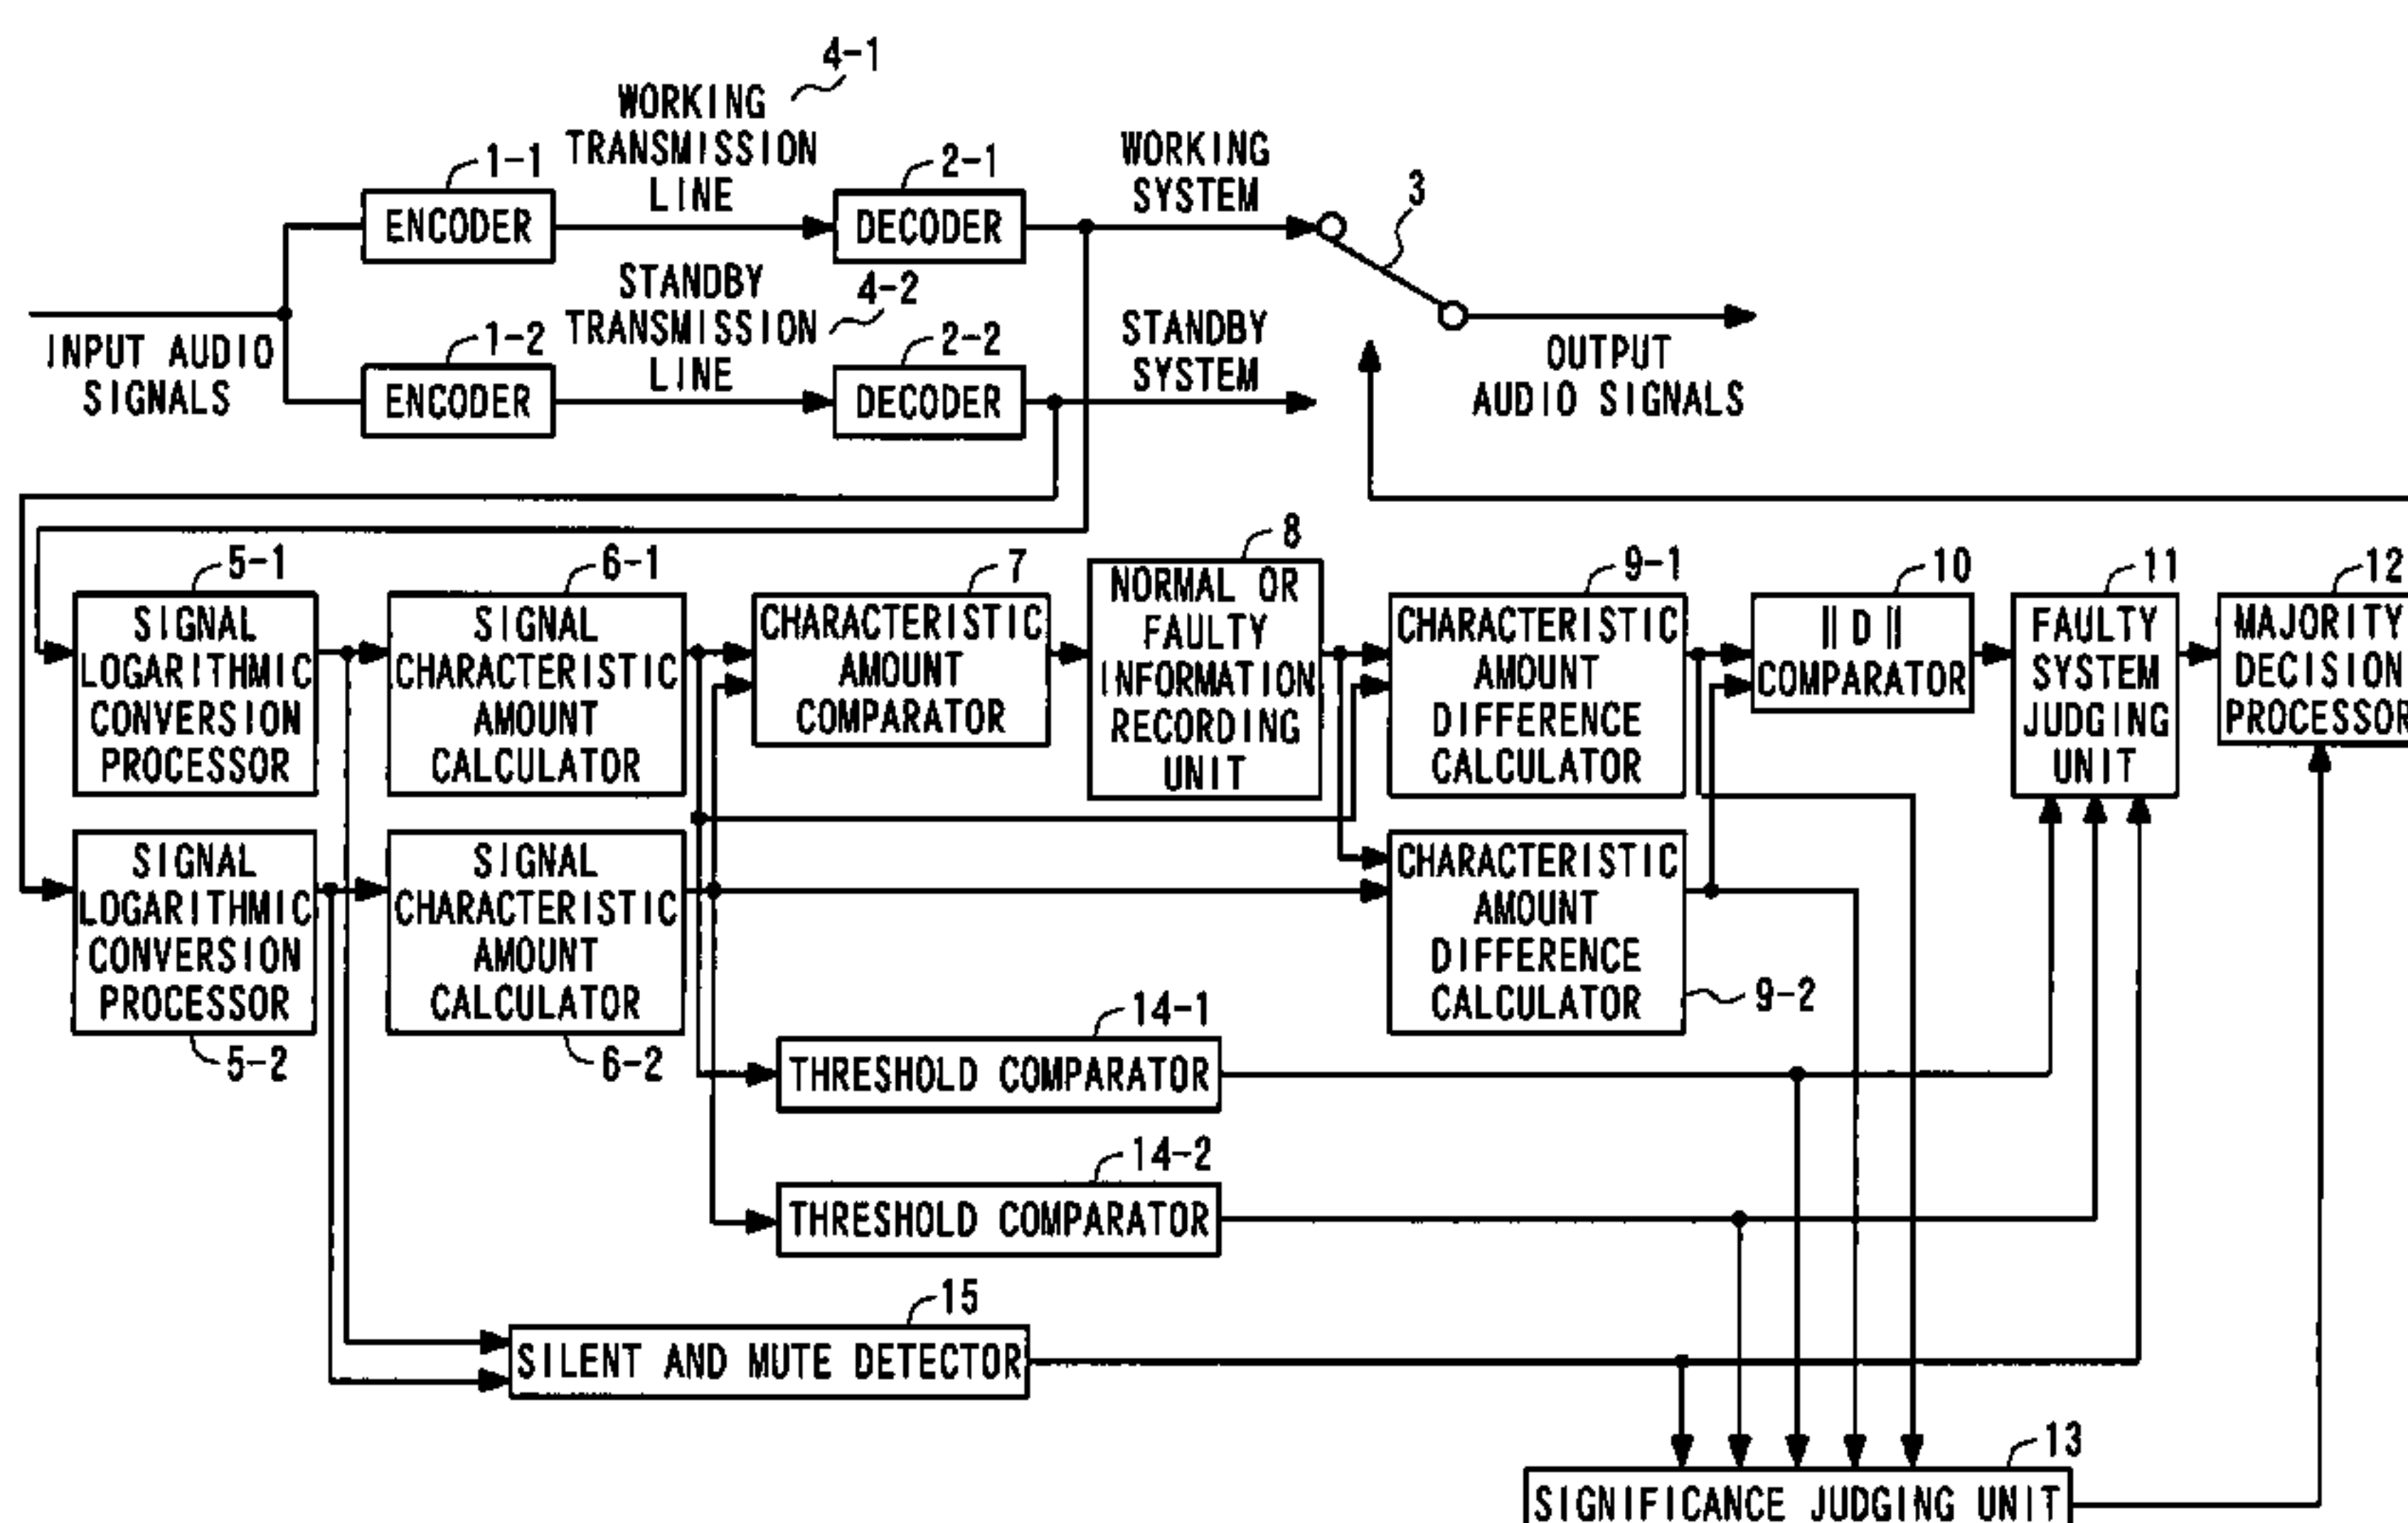 4-1
WORKING
TRANSMISSION
LINE
1-1
ENCODER
2-1
DECODER
WORKING
SYSTEM
3
INPUT AUDIO
SIGNALS
STANDBY
TRANSMISSION
LINE
4-2
1-2
ENCODER
2-2
DECODER
STANDBY
SYSTEM
OUTPUT
AUDIO SIGNALS
5-1
SIGNAL
LOGARITHMIC
CONVERSION
PROCESSOR
6-1
SIGNAL
CHARACTERISTIC
AMOUNT
CALCULATOR
7
CHARACTERISTIC
AMOUNT
COMPARATOR
8
NORMAL OR
FAULTY
INFORMATION
RECORDING
UNIT
9-1
CHARACTERISTIC
AMOUNT
DIFFERENCE
CALCULATOR
10
||D||
COMPARATOR
11
FAULTY
SYSTEM
JUDGING
UNIT
12
MAJORITY
DECISION
PROCESSOR
SIGNAL
LOGARITHMIC
CONVERSION
PROCESSOR
5-2
SIGNAL
CHARACTERISTIC
AMOUNT
CALCULATOR
6-2
CHARACTERISTIC
AMOUNT
DIFFERENCE
CALCULATOR
9-2
14-1
THRESHOLD COMPARATOR
14-2
THRESHOLD COMPARATOR
15
SILENT AND MUTE DETECTOR
13
SIGNIFICANCE JUDGING UNIT